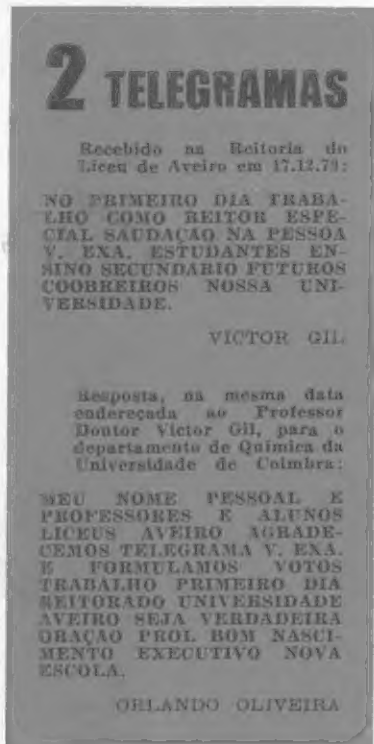 2 TELEGRAMAS
Recebido na Reitoria do
Liceu de Aveiro em 17.12.73:
NO PRIMEIRO DIA TRABA-
LHO COMO REITOR ESPE-
CIAL SAUDAÇAO NA PESSOA
V. EXA. ESTUDANTES EN-
SINO SECUNDARIO FUTUROS
COOBREIROS NOSSA UNI-
VERSIDADE.
VICTOR GIL
Resposta, na mesma data
endereçada ao Professor
Doutor Victor Gil, para o
departamento de Química da
Universidade de Coimbra:
MEU NOME PESSOAL E
PROFESSORES E ALUNOS
LICEUS AVEIRO AGRADE-
CEMOS TELEGRAMA V. EXA.
E FORMULAMOS VOTOS
TRABALHO PRIMEIRO DIA
REITORADO UNIVERSIDADE
AVEIRO SEJA VERDADEIRA
ORAÇAO PROL BOM NASCI-
MENTO EXECUTIVO NOVA
ESCOLA.
ORLANDO OLIVEIRA